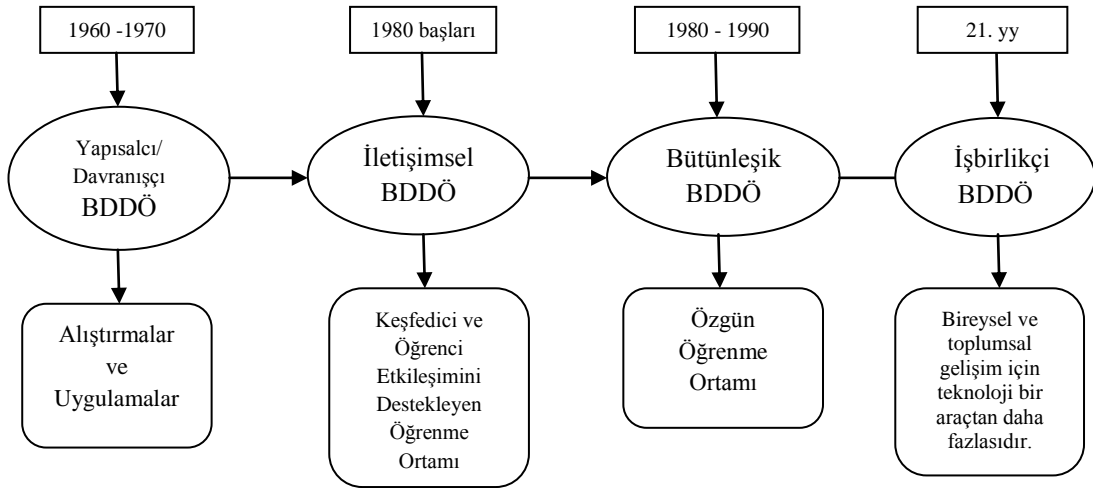 1960 -1970
1980 başları
1980 - 1990
21. yy
Yapısalcı/
Davranışçı
BDDÖ
İletişimsel
BDDÖ
Bütünleşik
BDDÖ
İşbirlikçi
BDDÖ
Alıştırmalar
ve
Uygulamalar
Keşfedici ve
Öğrenci
Etkileşimini
Destekleyen
Öğrenme
Ortamı
Özgün
Öğrenme
Ortamı
Bireysel ve
toplumsal
gelişim için
teknoloji bir
araçtan daha
fazlasıdır.